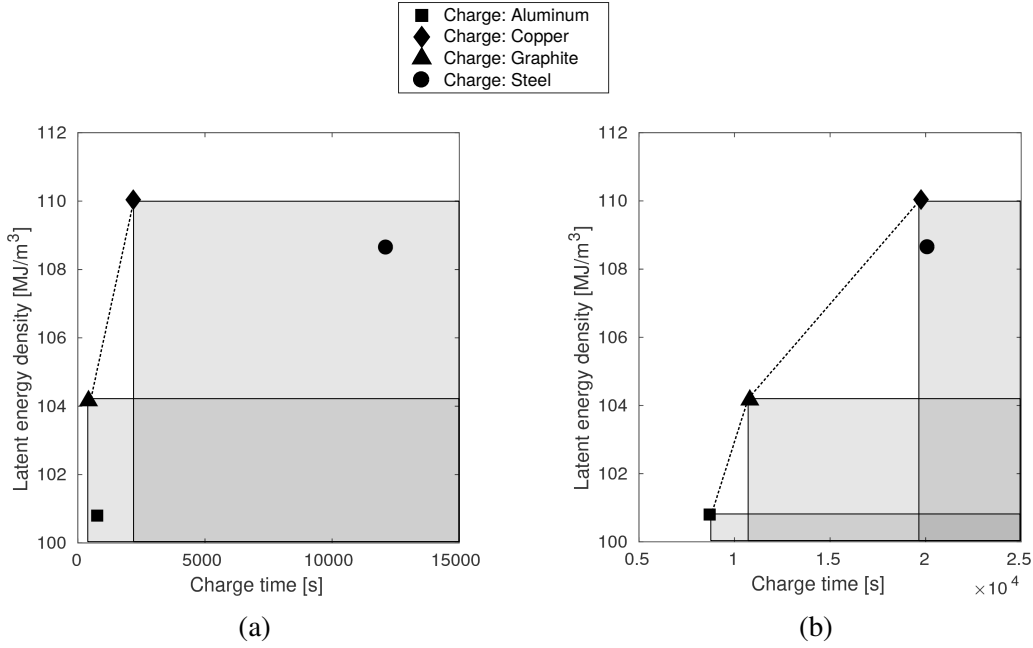 Charge: Aluminum
Charge: Copper
Charge: Graphite
Charge: Steel
112
110
108
106
104
102
100
Latent energy density [MJ/m³]
0
5000
10000
15000
Charge time [s]
(a)
112
110
108
106
104
102
100
Latent energy density [MJ/m³]
0.5
1
1.5
2
2.5
Charge time [s]
×10⁴
(b)